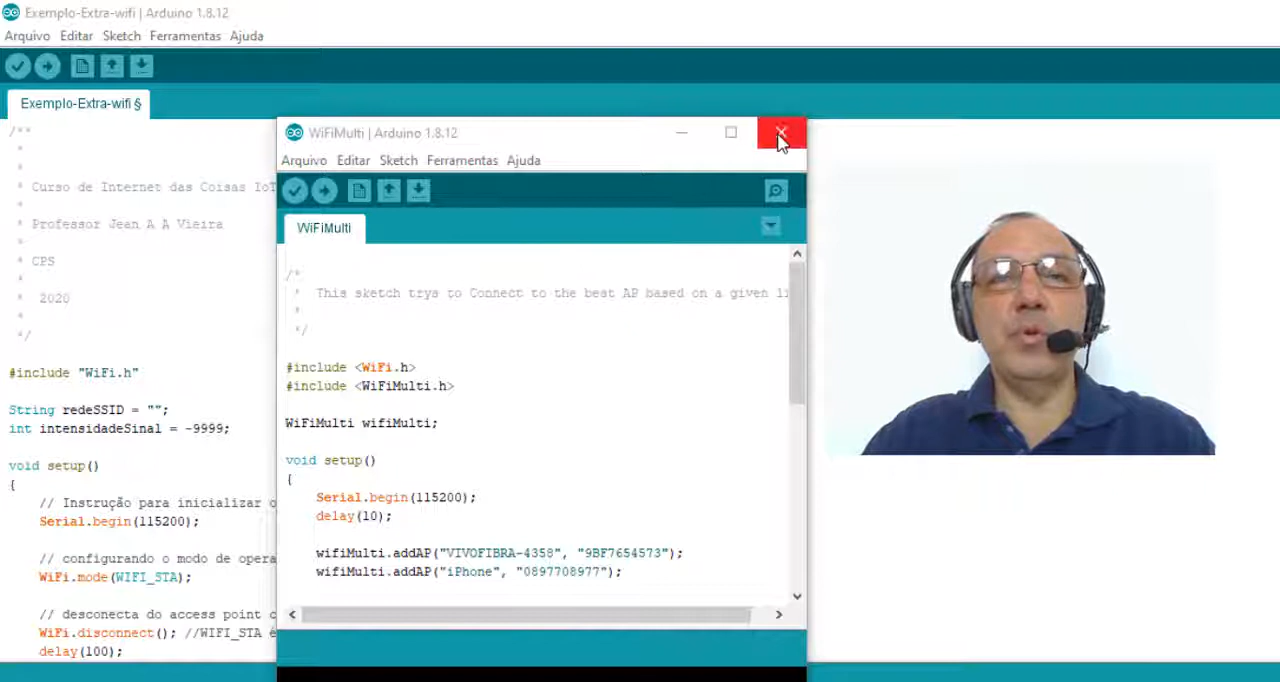 Exemplo-Extra-wifi | Arduino 1.8.12
Arquivo Editar Sketch Ferramentas Ajuda
Exemplo-Extra-wifi §
/**
*
*
* Curso de Internet das Coisas IoT
*
* Professor Jean A A Vieira
*
* CPS
*
* 2020
*
*/
#include "WiFi.h"
String redeSSID = "";
int intensidadeSinal = -9999;
void setup()
{
// Instrução para inicializar o
Serial.begin(115200);
// configurando o modo de opera
WiFi.mode(WIFI_STA);
// desconecta do access point c
WiFi.disconnect(); //WIFI_STA é
delay(100);
WiFiMulti | Arduino 1.8.12
Arquivo Editar Sketch Ferramentas Ajuda
WiFiMulti
/*
* This sketch trys to Connect to the best AP based on a given li
*
*/
#include <WiFi.h>
#include <WiFiMulti.h>
WiFiMulti wifiMulti;
void setup()
{
Serial.begin(115200);
delay(10);
wifiMulti.addAP("VIVOFIBRA-4358", "9BF7654573");
wifiMulti.addAP("iPhone", "0897708977");